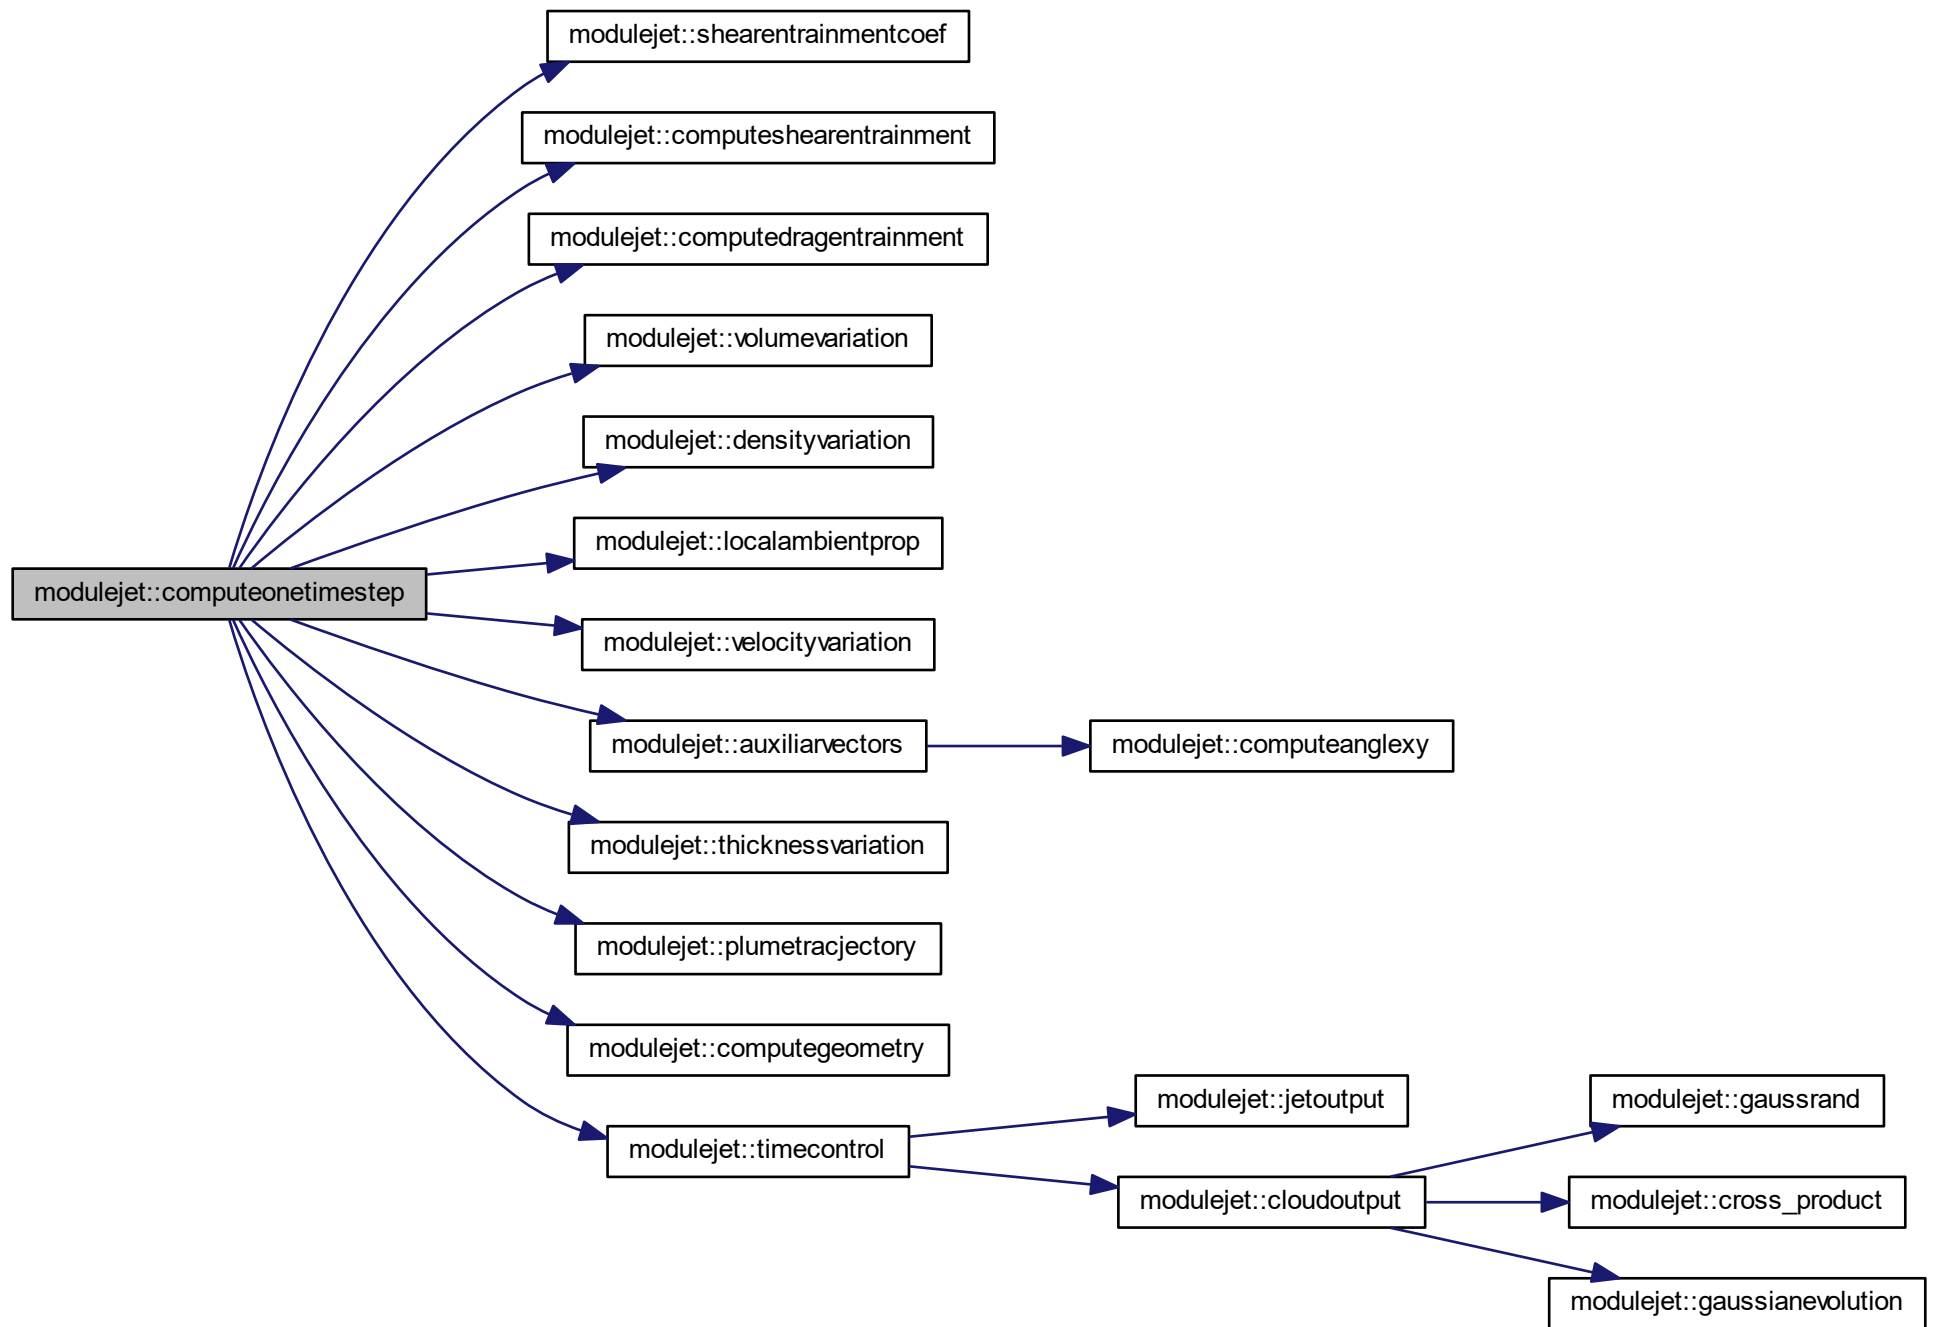 modulejet::shearentrainmentcoef
modulejet::computeshearentrainment
modulejet::computedragentrainment
modulejet::volumevariation
modulejet::densityvariation
modulejet::localambientprop
modulejet::computeonetimestep
modulejet::velocityvariation
modulejet::auxiliarvectors
modulejet::computeanglexy
modulejet::thicknessvariation
modulejet::plumetracjectory
modulejet::computegeometry
modulejet::timecontrol
modulejet::jetoutput
modulejet::cloudoutput
modulejet::gaussrand
modulejet::cross_product
modulejet::gaussianevolution